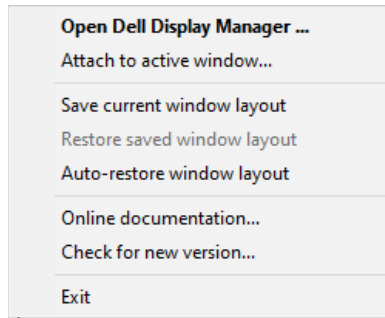 Open Dell Display Manager ...
Attach to active window...
Save current window layout
Restore saved window layout
Auto-restore window layout
Online documentation...
Check for new version...
Exit